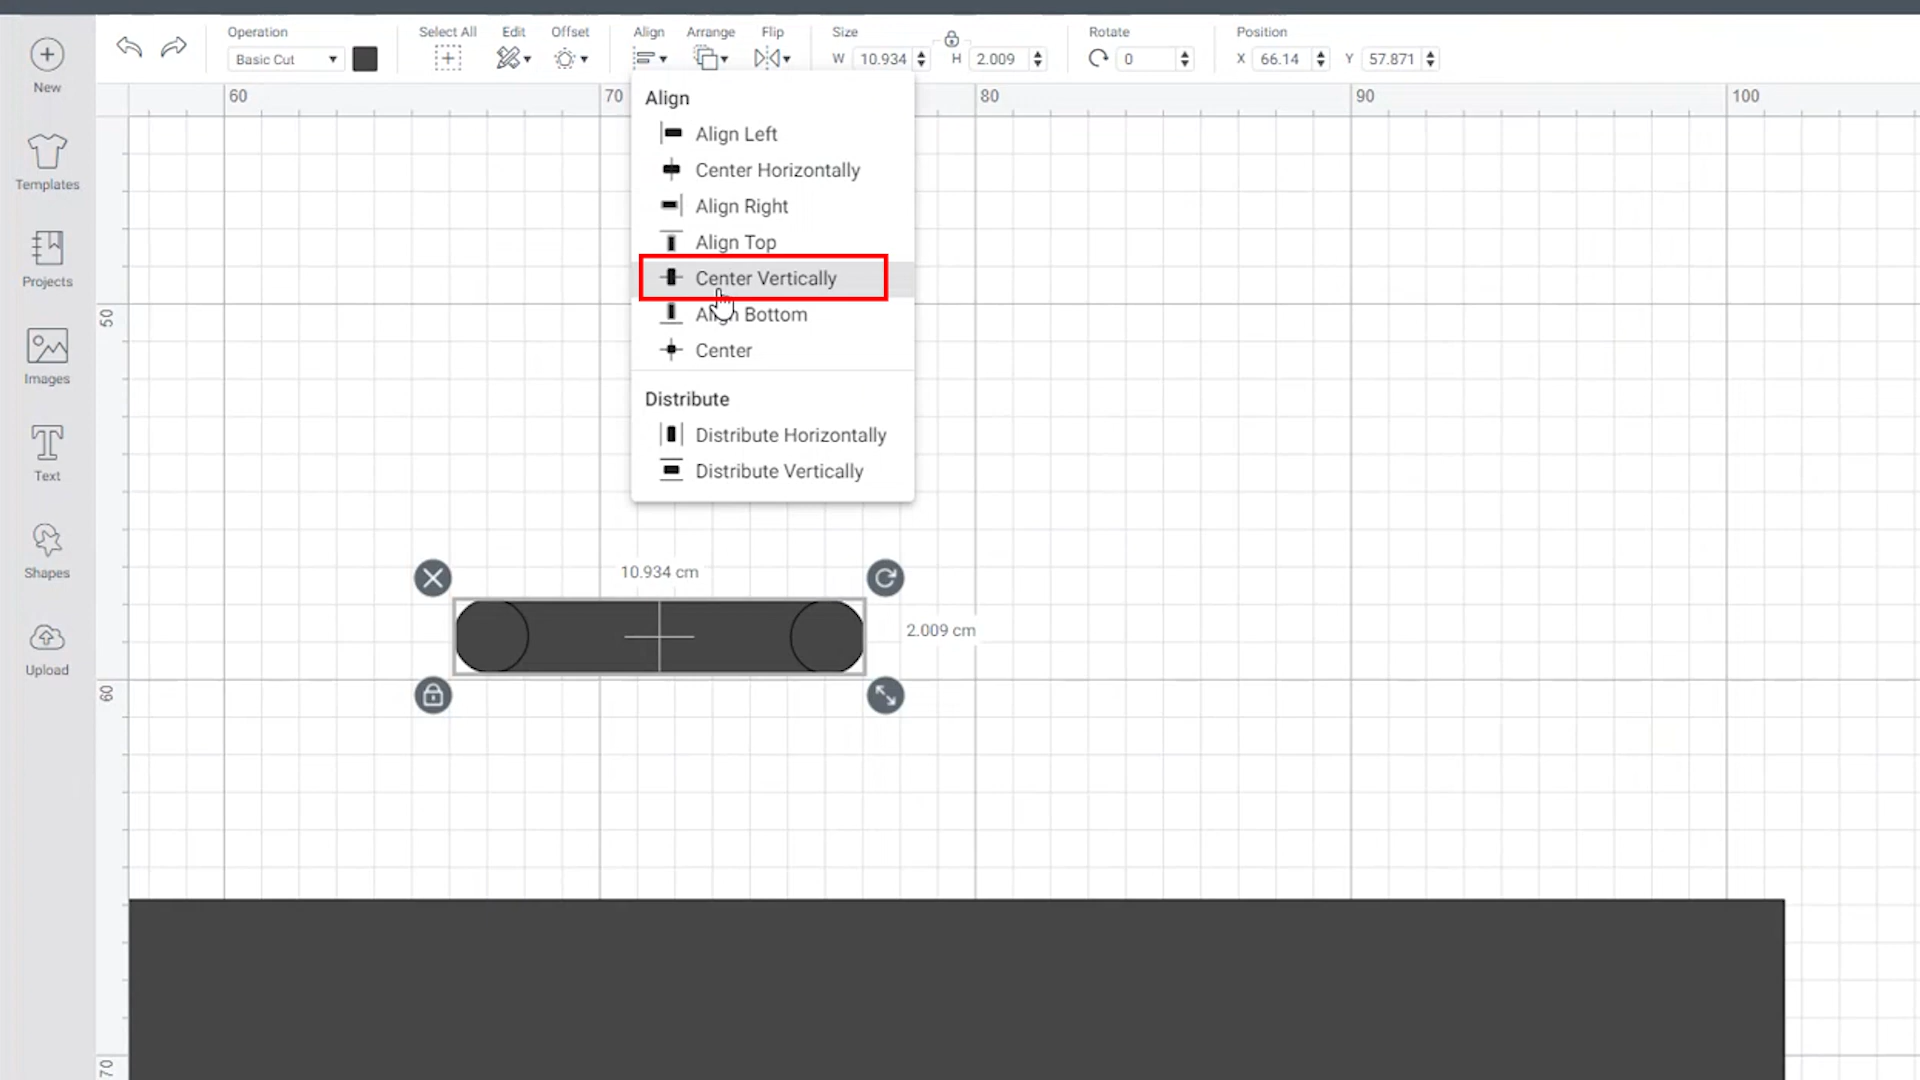 Operation
Select All
Edit
Offset
Align
Arrange
Flip
Size
Rotate
Position
Basic Cut
W 10.934
H 2.009
0
X 66.14
Y 57.871
New
Templates
Projects
Images
Text
Shapes
Upload
60
70
80
90
100
50
60
70
Align
Align Left
Center Horizontally
Align Right
Align Top
Center Vertically
Align Bottom
Center
Distribute
Distribute Horizontally
Distribute Vertically
10.934 cm
2.009 cm